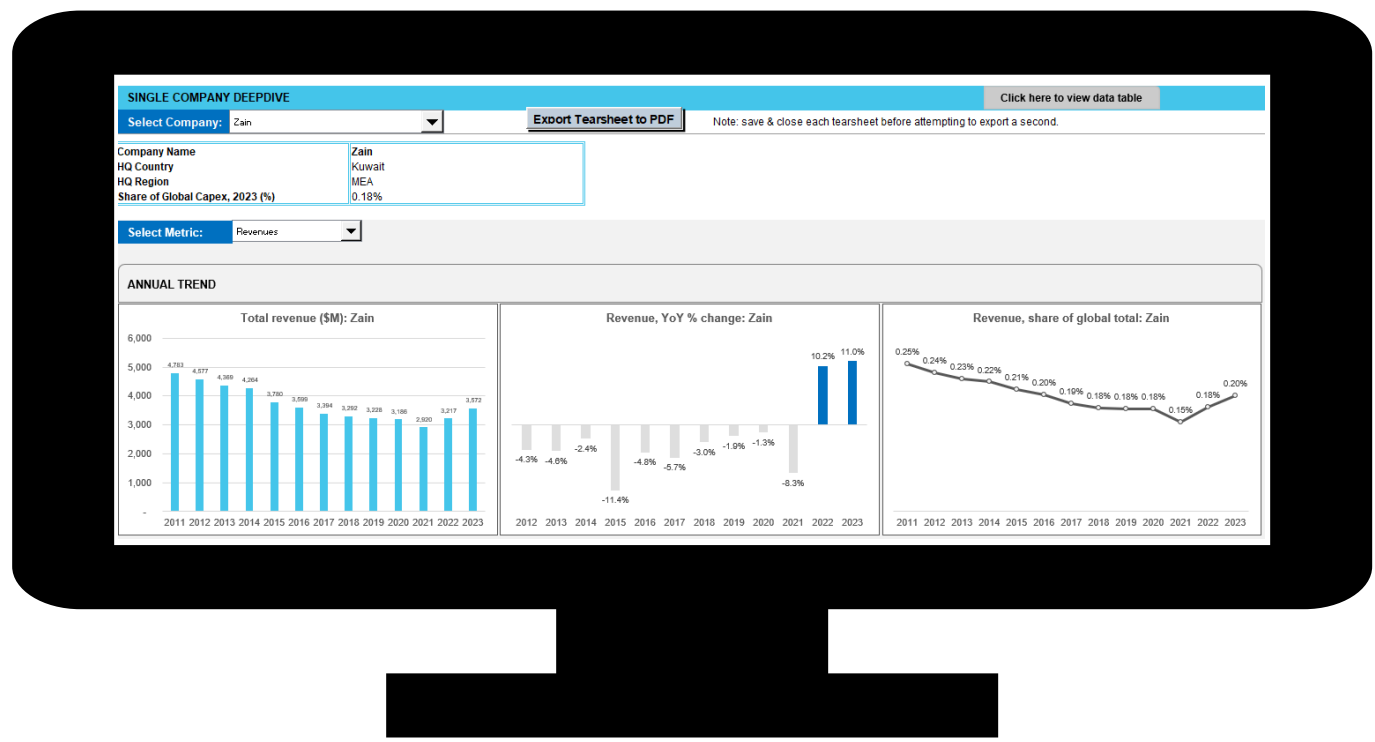 SINGLE COMPANY DEEPDIVE
Click here to view data table
Select Company: Zain
Export Tearsheet to PDF
Note: save & close each tearsheet before attempting to export a second.
Company Name Zain
HQ Country Kuwait
HQ Region MEA
Share of Global Capex, 2023 (%) 0.18%
Select Metric: Revenues
ANNUAL TREND
Total revenue ($M): Zain
6,000
5,000
4,000
3,000
2,000
1,000
-
4,783 4,577 4,369 4,264 3,780 3,599 3,394 3,292 3,228 3,186 2,920 3,217 3,572
2011 2012 2013 2014 2015 2016 2017 2018 2019 2020 2021 2022 2023
Revenue, YoY % change: Zain
-4.3% -4.6% -2.4% -11.4% -4.8% -5.7% -3.0% -1.9% -1.3% -8.3% 10.2% 11.0%
2012 2013 2014 2015 2016 2017 2018 2019 2020 2021 2022 2023
Revenue, share of global total: Zain
0.25% 0.24% 0.23% 0.22% 0.21% 0.20% 0.19% 0.18% 0.18% 0.18% 0.15% 0.18% 0.20%
2011 2012 2013 2014 2015 2016 2017 2018 2019 2020 2021 2022 2023